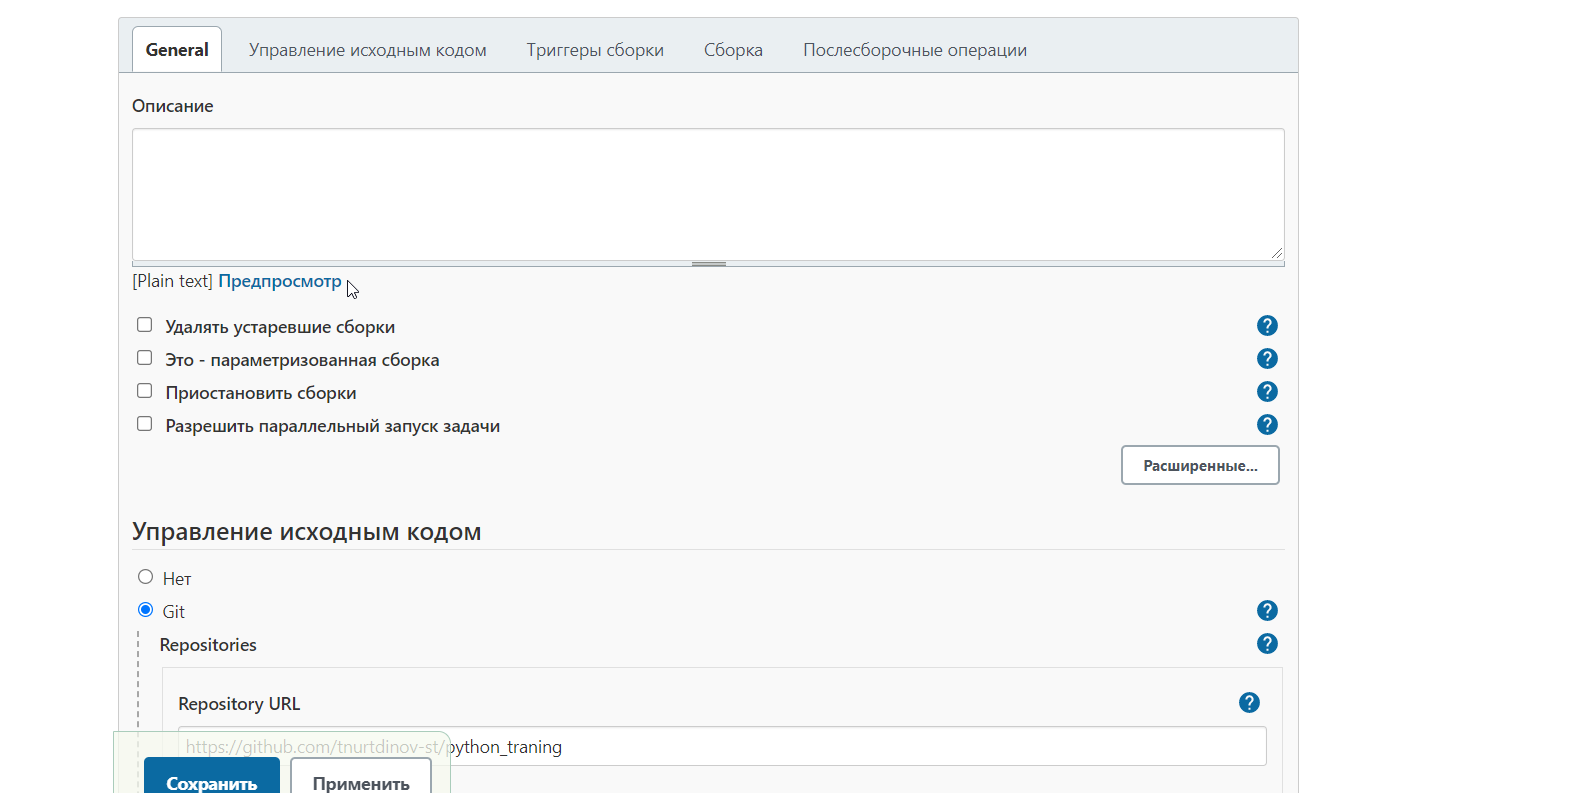 General Управление исходным кодом Триггеры сборки Сборка Послесборочные операции
Описание
[Plain text] Предпросмотр
Удалять устаревшие сборки
Это - параметризованная сборка
Приостановить сборки
Разрешить параллельный запуск задачи
Расширенные...
Управление исходным кодом
Нет
Git
Repositories
Repository URL
https://github.com/tnurtdinov-st/python_traning
Сохранить Применить